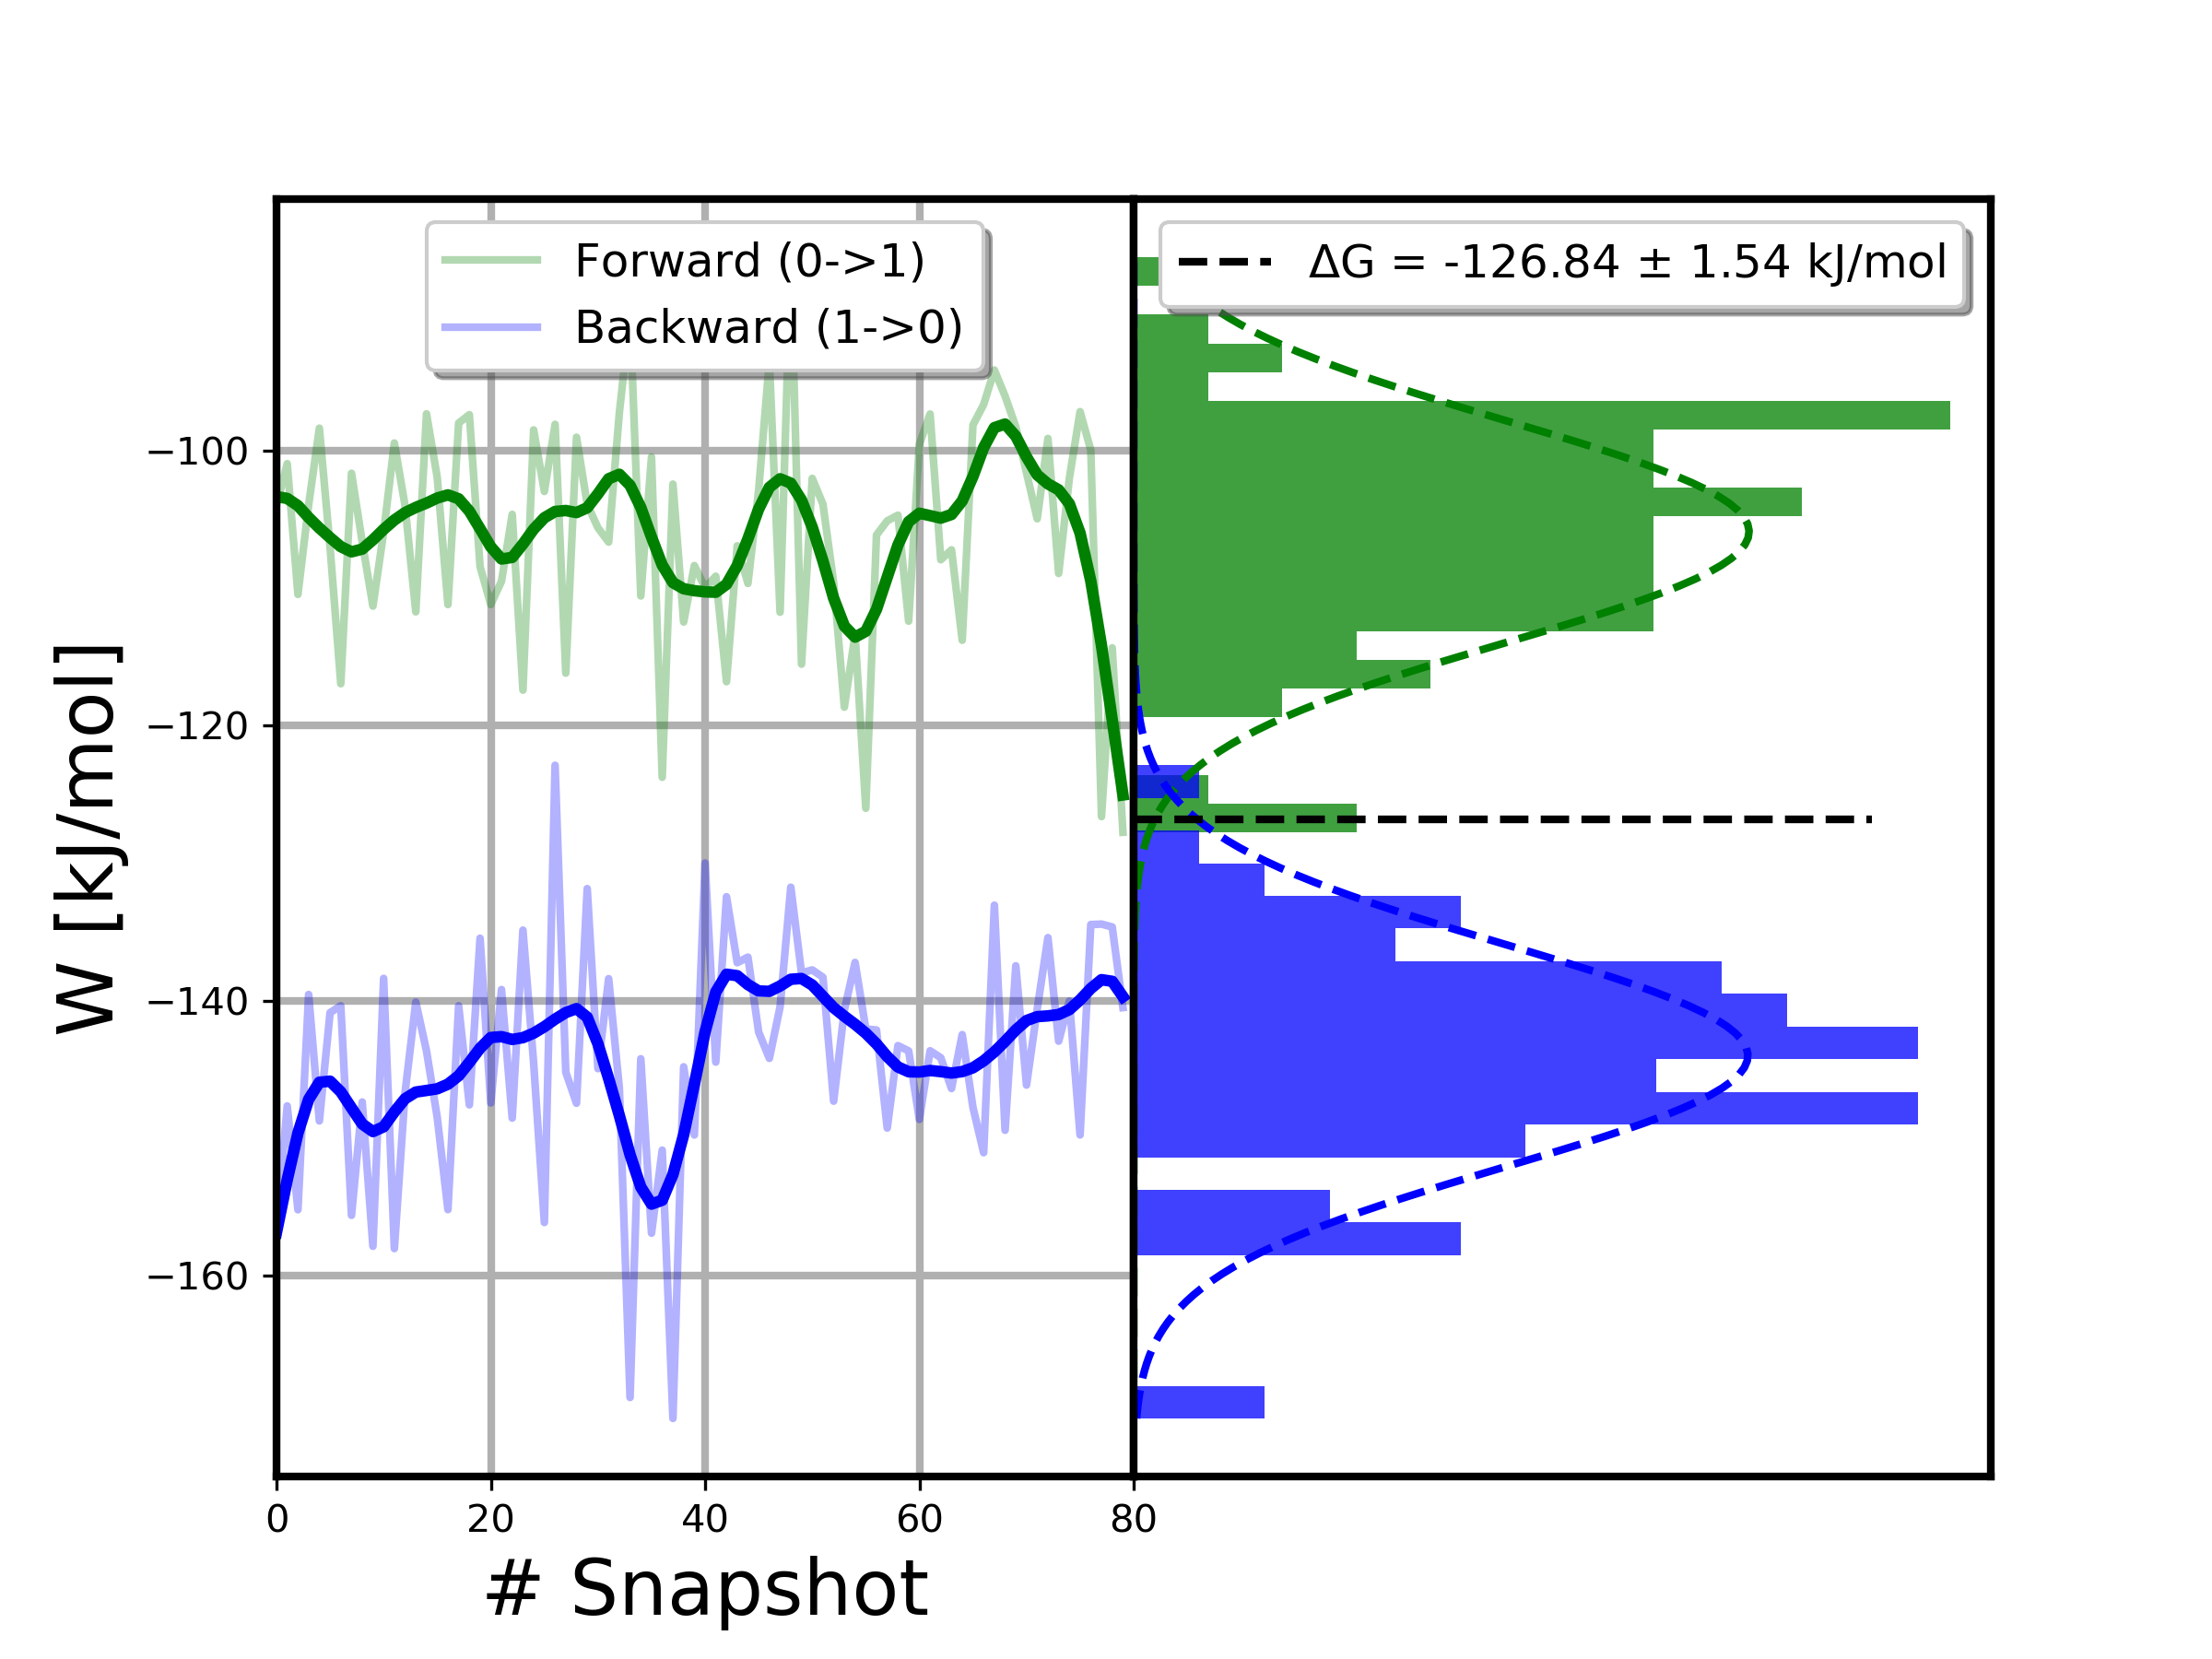 Forward (0->1)
Backward (1->0)
ΔG = -126.84 ± 1.54 kJ/mol
W [kJ/mol]
−100
−120
−140
−160
0 20 40 60 80
# Snapshot